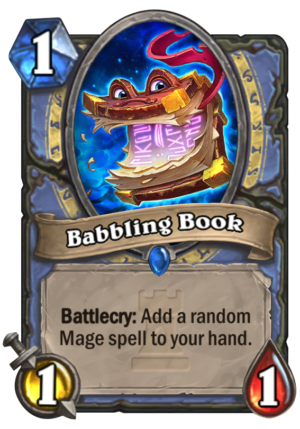 1
Babbling Book
Battlecry: Add a random
Mage spell to your hand.
1
1